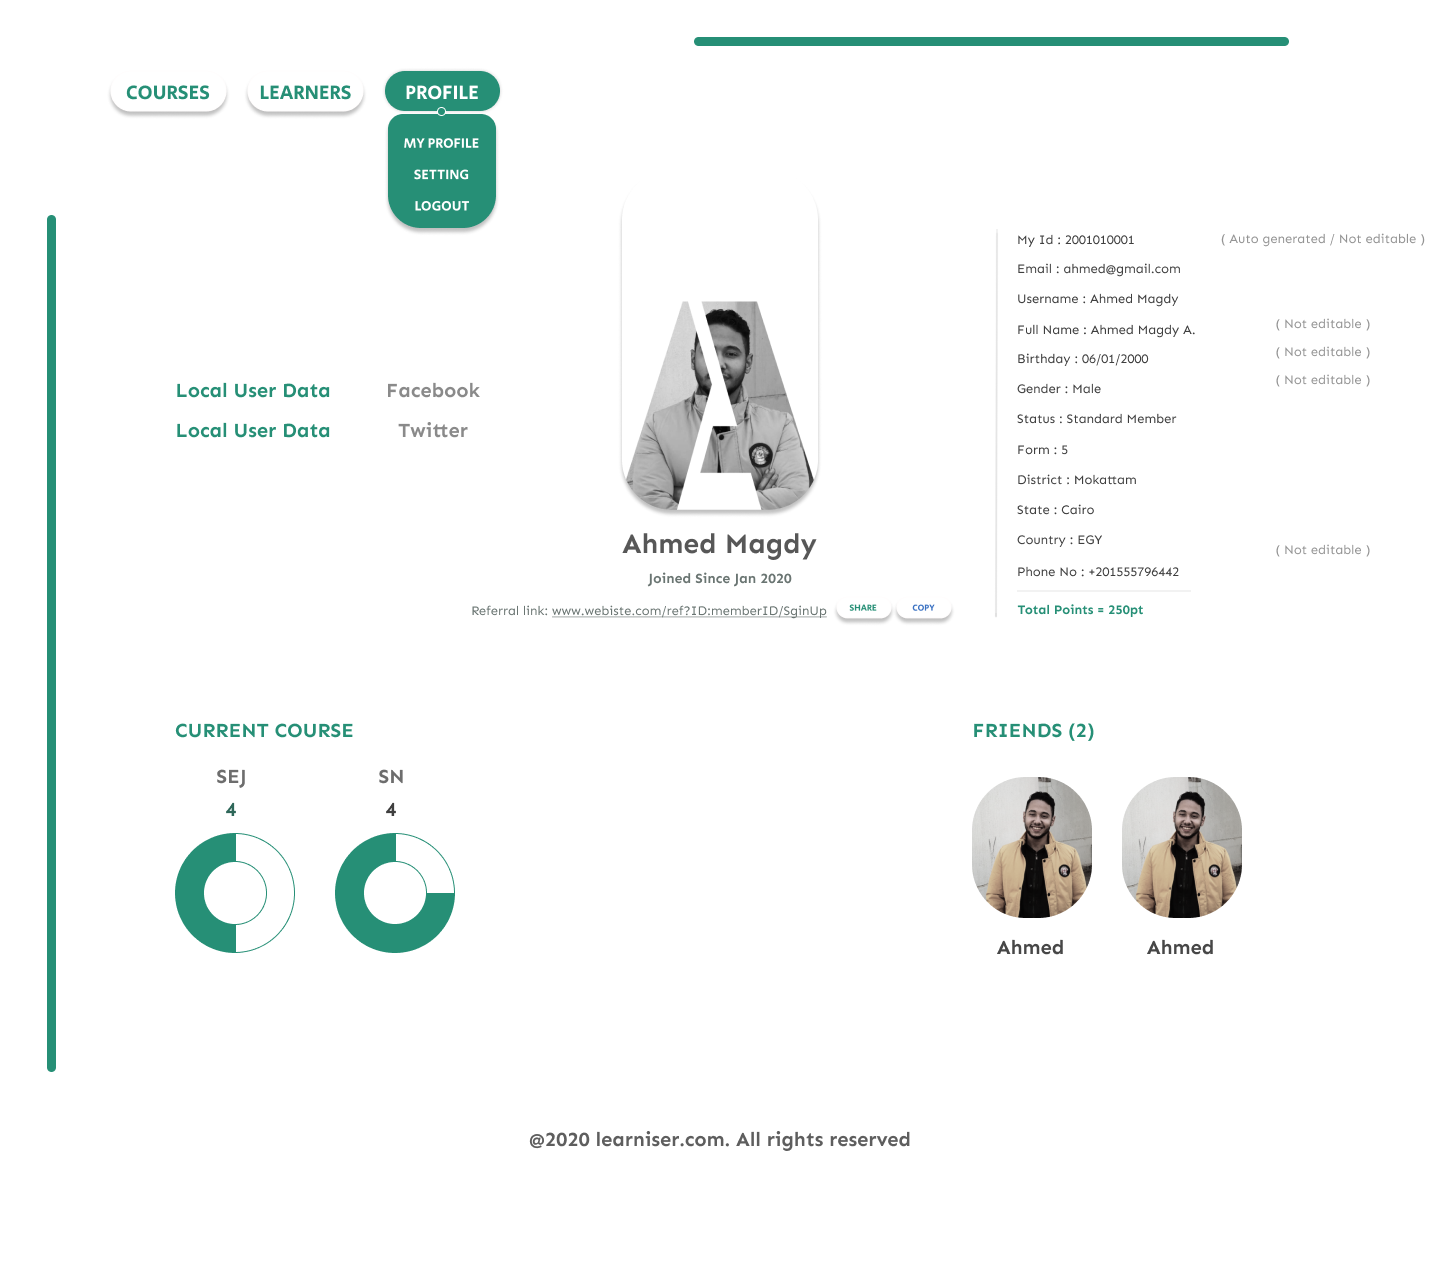 COURSES
LEARNERS
PROFILE
MY PROFILE
SETTING
LOGOUT
Local User Data Facebook
Local User Data Twitter
Ahmed Magdy
Joined Since Jan 2020
Referral link: www.webiste.com/ref?ID:memberID/SginUp SHARE COPY
My Id : 2001010001 ( Auto generated / Not editable )
Email : ahmed@gmail.com
Username : Ahmed Magdy
Full Name : Ahmed Magdy A. ( Not editable )
Birthday : 06/01/2000 ( Not editable )
Gender : Male ( Not editable )
Status : Standard Member
Form : 5
District : Mokattam
State : Cairo
Country : EGY ( Not editable )
Phone No : +201555796442
Total Points = 250pt
CURRENT COURSE
SEJ SN
4 4
FRIENDS (2)
Ahmed Ahmed
@2020 learniser.com. All rights reserved